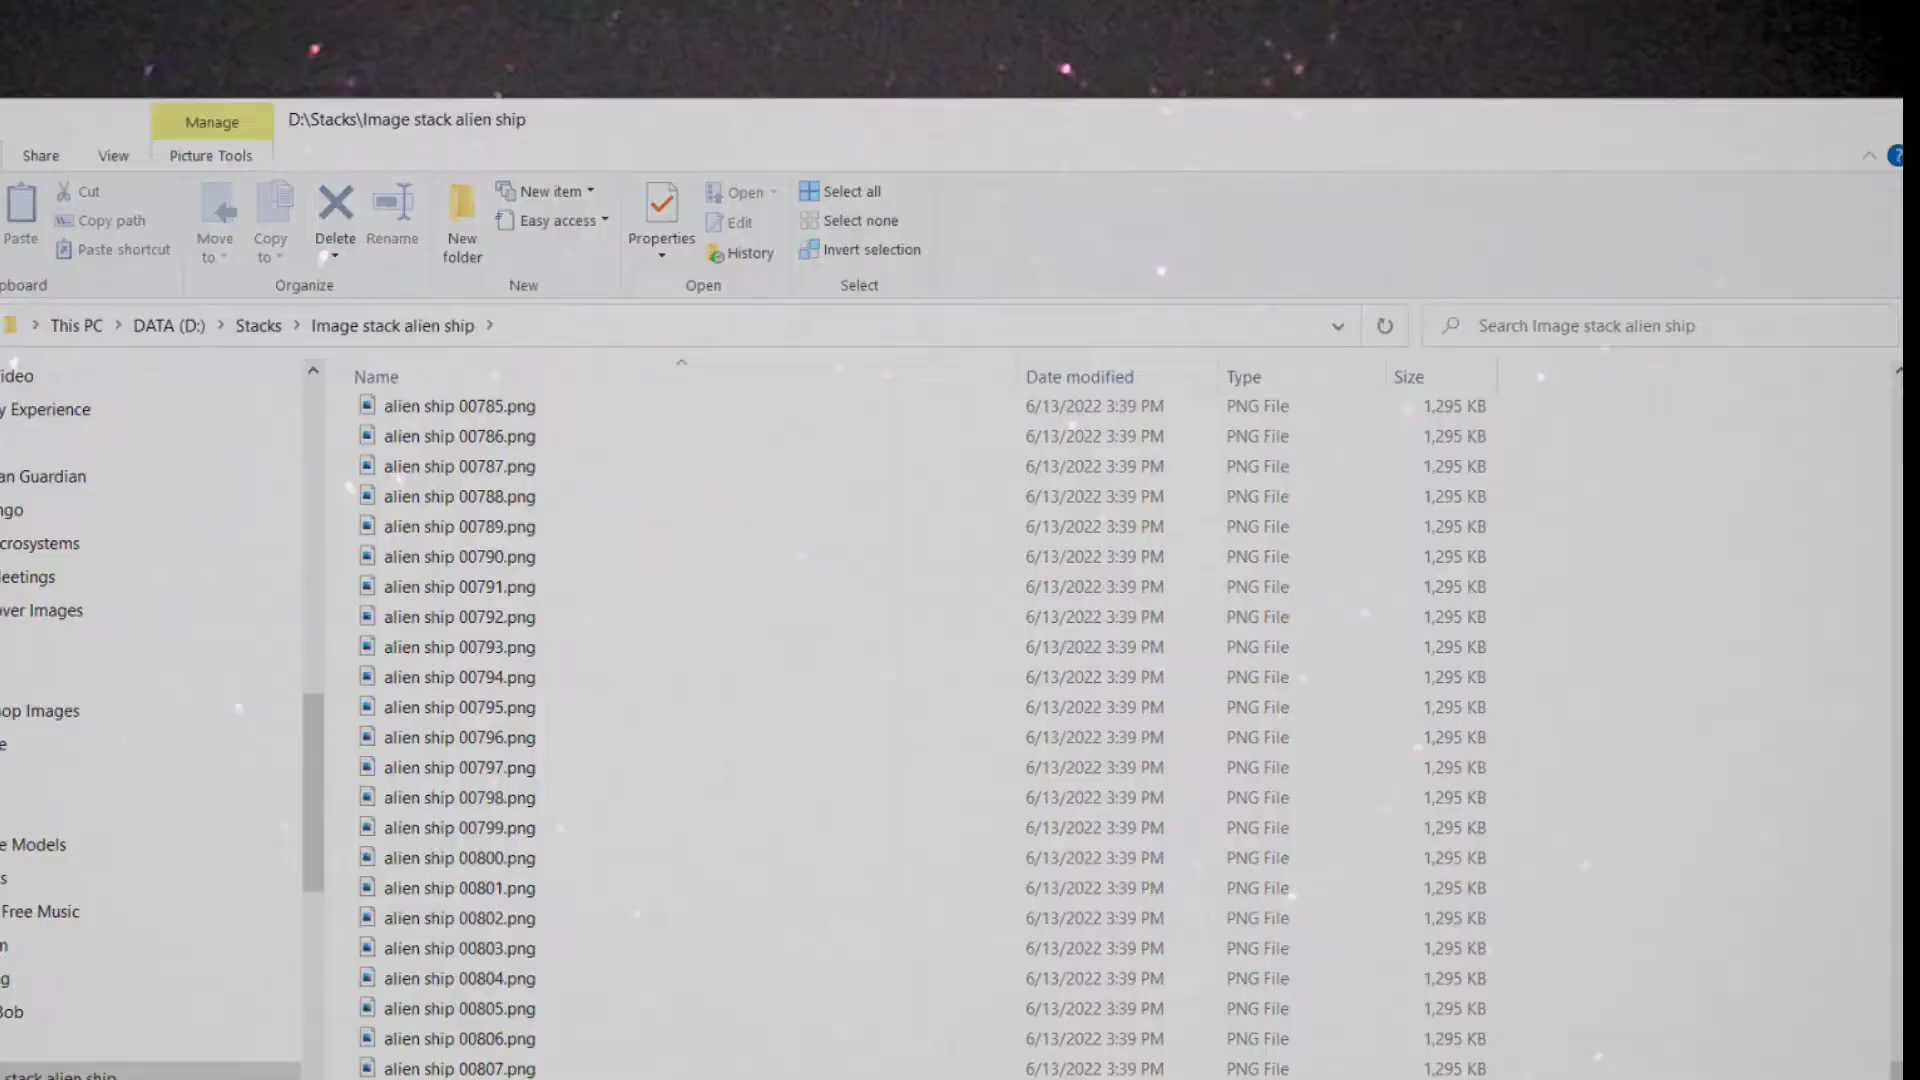 Manage
D:\Stacks\Image stack alien ship
Share
View
Picture Tools
Paste
Cut
Copy path
Paste shortcut
pboard
Move to
Copy to
Delete
Rename
Organize
New folder
New item
Easy access
New
Properties
Open
Edit
History
Open
Select all
Select none
Invert selection
Select
This PC > DATA (D:) > Stacks > Image stack alien ship >
Search Image stack alien ship
ideo
y Experience
an Guardian
ngo
crosystems
eetings
over Images
op Images
e
e Models
s
Free Music
m
g
Bob
stack alien ship
Name Date modified Type Size
alien ship 00785.png 6/13/2022 3:39 PM PNG File 1,295 KB
alien ship 00786.png 6/13/2022 3:39 PM PNG File 1,295 KB
alien ship 00787.png 6/13/2022 3:39 PM PNG File 1,295 KB
alien ship 00788.png 6/13/2022 3:39 PM PNG File 1,295 KB
alien ship 00789.png 6/13/2022 3:39 PM PNG File 1,295 KB
alien ship 00790.png 6/13/2022 3:39 PM PNG File 1,295 KB
alien ship 00791.png 6/13/2022 3:39 PM PNG File 1,295 KB
alien ship 00792.png 6/13/2022 3:39 PM PNG File 1,295 KB
alien ship 00793.png 6/13/2022 3:39 PM PNG File 1,295 KB
alien ship 00794.png 6/13/2022 3:39 PM PNG File 1,295 KB
alien ship 00795.png 6/13/2022 3:39 PM PNG File 1,295 KB
alien ship 00796.png 6/13/2022 3:39 PM PNG File 1,295 KB
alien ship 00797.png 6/13/2022 3:39 PM PNG File 1,295 KB
alien ship 00798.png 6/13/2022 3:39 PM PNG File 1,295 KB
alien ship 00799.png 6/13/2022 3:39 PM PNG File 1,295 KB
alien ship 00800.png 6/13/2022 3:39 PM PNG File 1,295 KB
alien ship 00801.png 6/13/2022 3:39 PM PNG File 1,295 KB
alien ship 00802.png 6/13/2022 3:39 PM PNG File 1,295 KB
alien ship 00803.png 6/13/2022 3:39 PM PNG File 1,295 KB
alien ship 00804.png 6/13/2022 3:39 PM PNG File 1,295 KB
alien ship 00805.png 6/13/2022 3:39 PM PNG File 1,295 KB
alien ship 00806.png 6/13/2022 3:39 PM PNG File 1,295 KB
alien ship 00807.png 6/13/2022 3:39 PM PNG File 1,295 KB